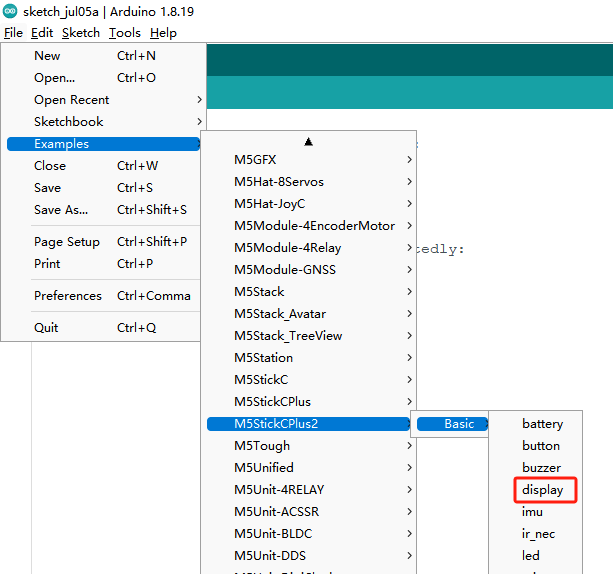 sketch_jul05a | Arduino 1.8.19
File Edit Sketch Tools Help
New Ctrl+N
Open... Ctrl+O
Open Recent
Sketchbook
Examples
Close Ctrl+W
Save Ctrl+S
Save As... Ctrl+Shift+S
Page Setup Ctrl+Shift+P
Print Ctrl+P
Preferences Ctrl+Comma
Quit Ctrl+Q
M5GFX
M5Hat-8Servos
M5Hat-JoyC
M5Module-4EncoderMotor
M5Module-4Relay
M5Module-GNSS
M5Stack
M5Stack_Avatar
M5Stack_TreeView
M5Station
M5StickC
M5StickCPlus
M5StickCPlus2
M5Tough
M5Unified
M5Unit-4RELAY
M5Unit-ACSSR
M5Unit-BLDC
M5Unit-DDS
Basic
battery
button
buzzer
display
imu
ir_nec
led
tedly: